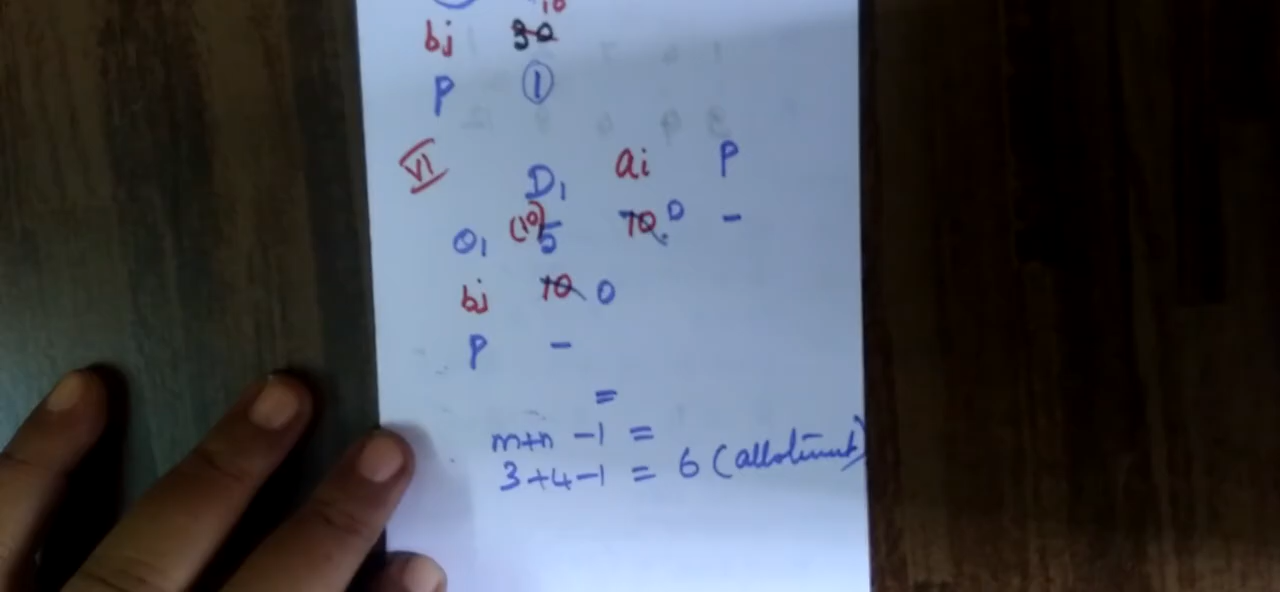 10
bj 30
P 1
VI
D1 ai P
O1 (10) 5 10 0 -
bj 10 0
P -
=
m+n -1 =
3+4-1 = 6 (allotment)